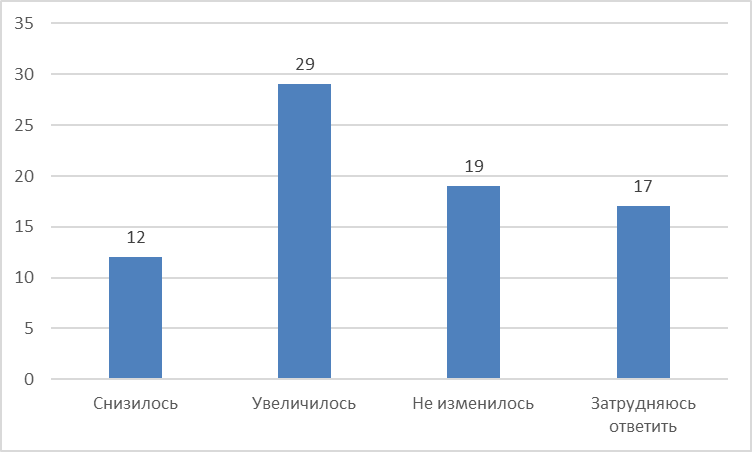 35
30
25
20
15
10
5
0
12
29
19
17
Снизилось
Увеличилось
Не изменилось
Затрудняюсь
ответить